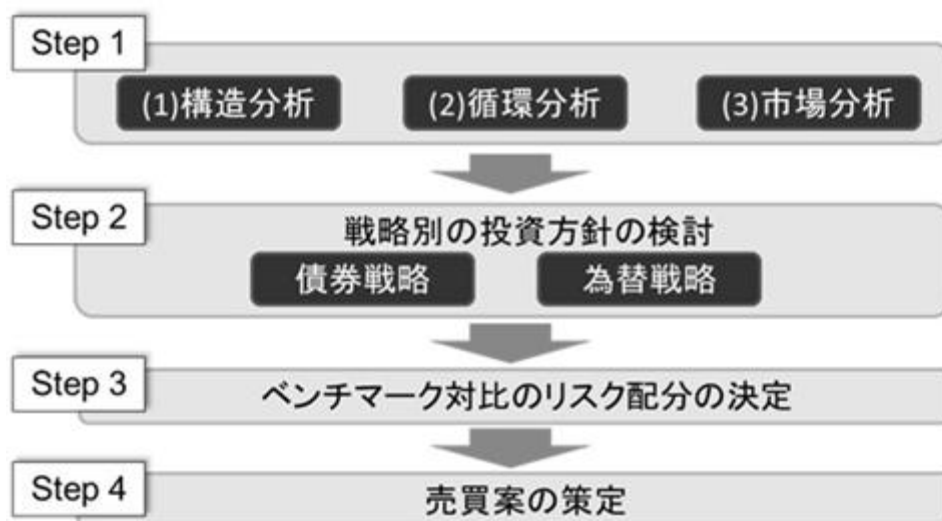 Step 1
(1)構造分析
(2)循環分析
(3)市場分析
Step 2
戦略別の投資方針の検討
債券戦略
為替戦略
Step 3
ベンチマーク対比のリスク配分の決定
Step 4
売買案の策定